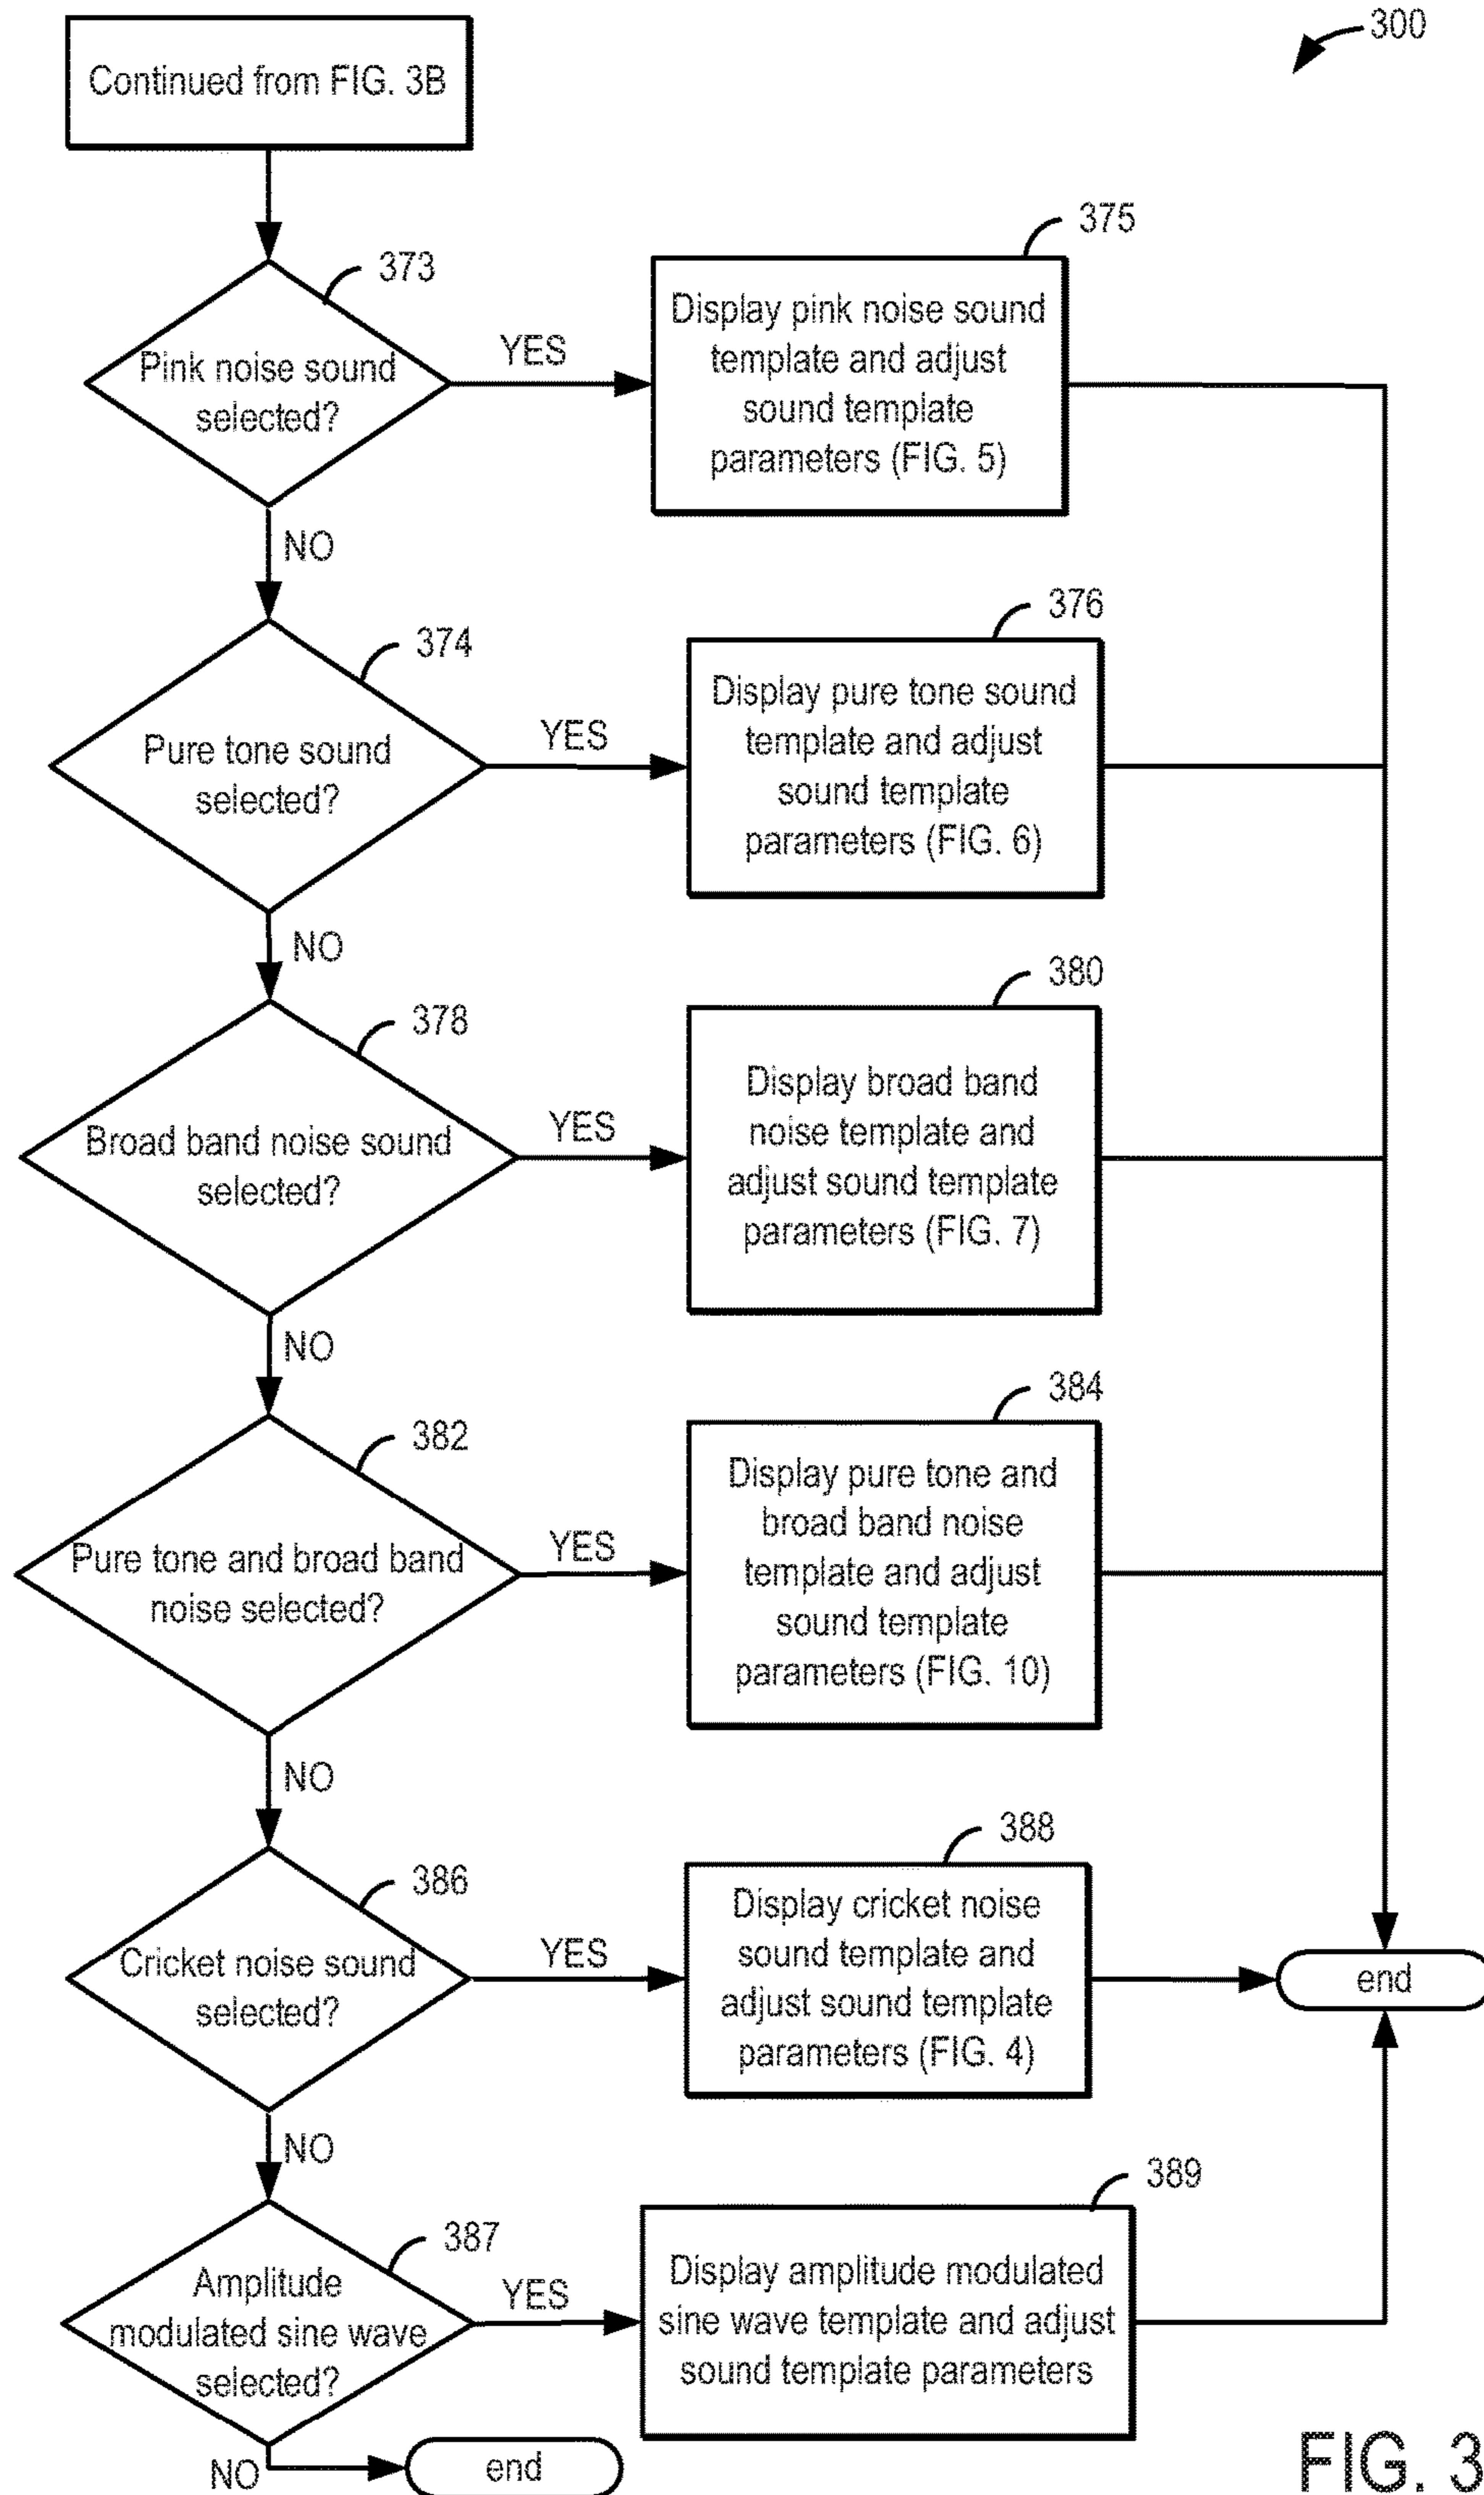 300
Continued from FIG. 3B
373
Pink noise sound
selected?
YES
375
Display pink noise sound
template and adjust
sound template
parameters (FIG. 5)
NO
374
Pure tone sound
selected?
YES
376
Display pure tone sound
template and adjust
sound template
parameters (FIG. 6)
NO
378
Broad band noise sound
selected?
YES
380
Display broad band
noise template and
adjust sound template
parameters (FIG. 7)
NO
382
Pure tone and broad band
noise selected?
YES
384
Display pure tone and
broad band noise
template and adjust
sound template
parameters (FIG. 10)
NO
386
Cricket noise sound
selected?
YES
388
Display cricket noise
sound template and
adjust sound template
parameters (FIG. 4)
end
NO
387
Amplitude
modulated sine wave
selected?
YES
389
Display amplitude modulated
sine wave template and adjust
sound template parameters
NO
end
FIG. 3